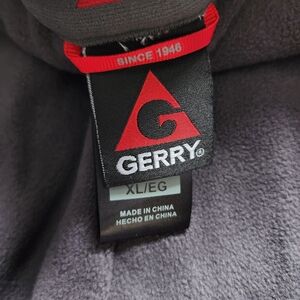 SINCE 1946
GERRY®
XL/EG
MADE IN CHINA
HECHO EN CHINA